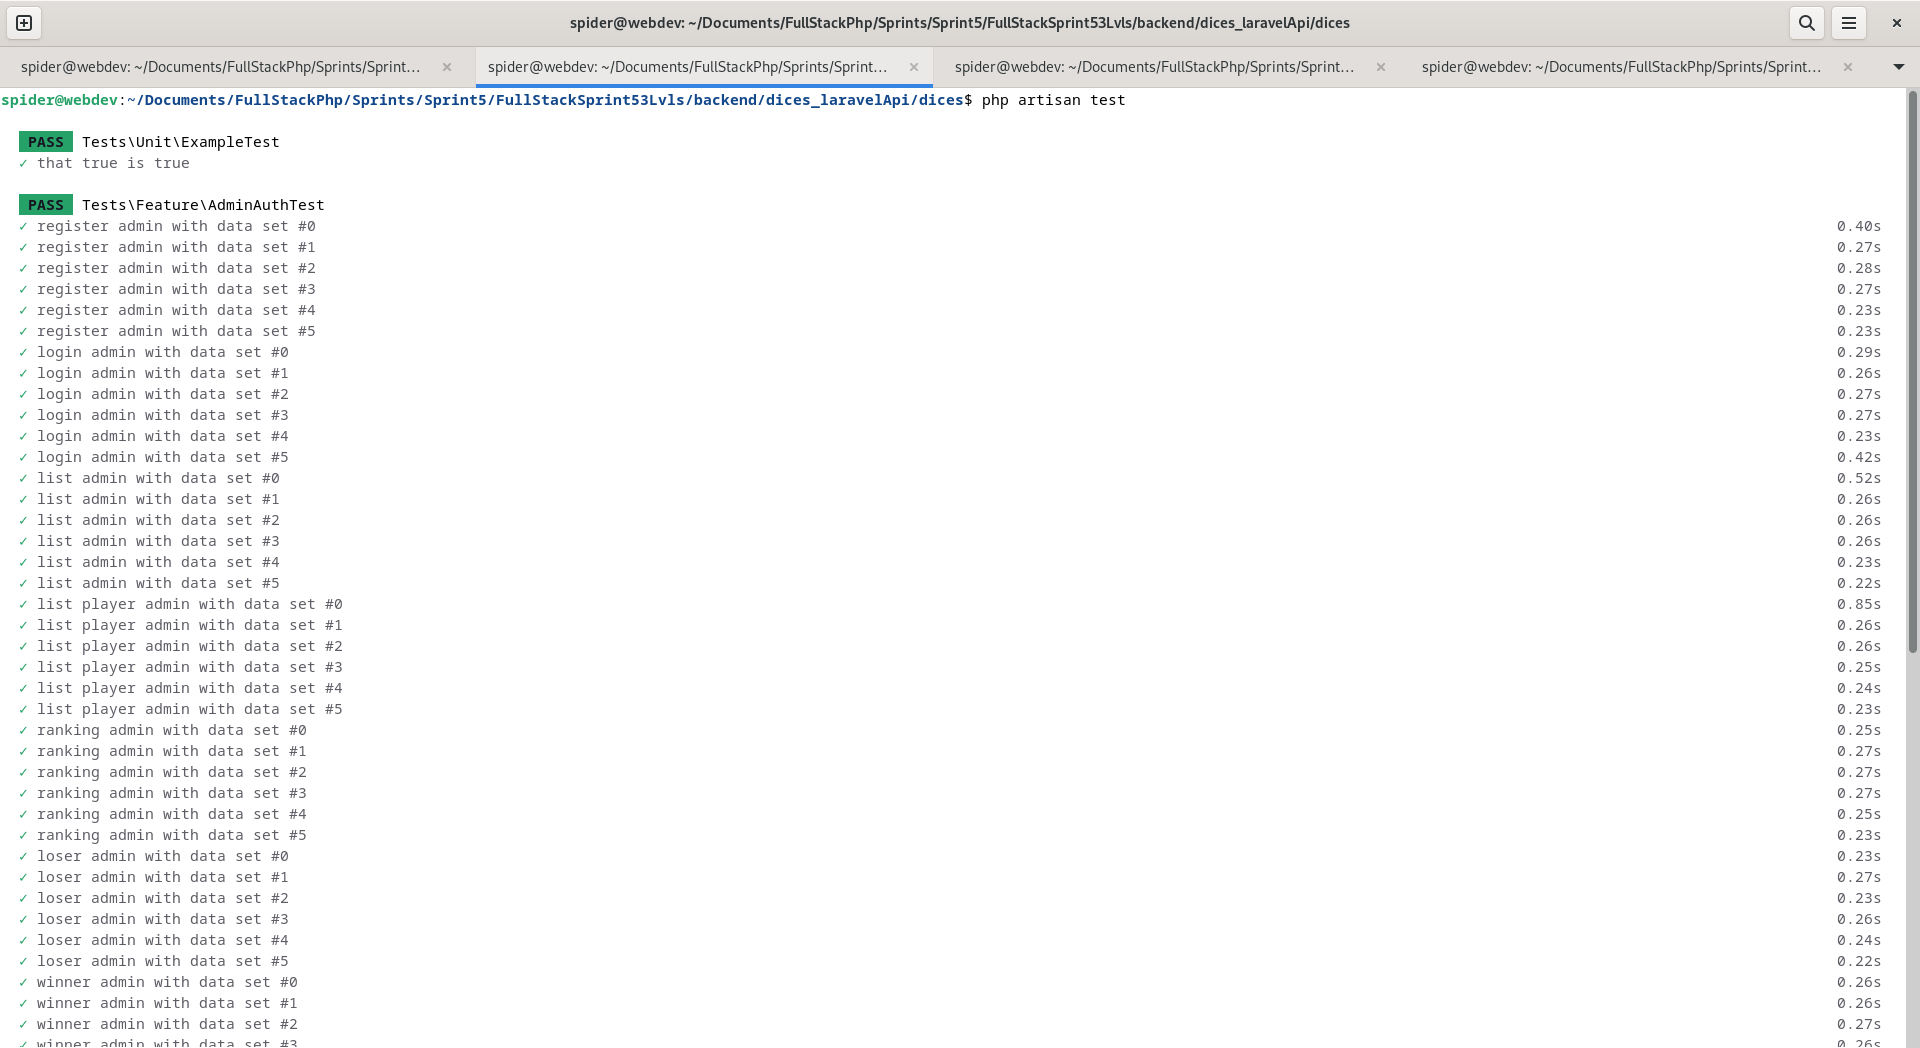 spider@webdev: ~/Documents/FullStackPhp/Sprints/Sprint5/FullStackSprint53Lvls/backend/dices_laravelApi/dices
spider@webdev: ~/Documents/FullStackPhp/Sprints/Sprint... spider@webdev: ~/Documents/FullStackPhp/Sprints/Sprint... spider@webdev: ~/Documents/FullStackPhp/Sprints/Sprint... spider@webdev: ~/Documents/FullStackPhp/Sprints/Sprint...
spider@webdev:~/Documents/FullStackPhp/Sprints/Sprint5/FullStackSprint53Lvls/backend/dices_laravelApi/dices$ php artisan test
PASS Tests\Unit\ExampleTest
✓ that true is true
PASS Tests\Feature\AdminAuthTest
✓ register admin with data set #0 0.40s
✓ register admin with data set #1 0.27s
✓ register admin with data set #2 0.28s
✓ register admin with data set #3 0.27s
✓ register admin with data set #4 0.23s
✓ register admin with data set #5 0.23s
✓ login admin with data set #0 0.29s
✓ login admin with data set #1 0.26s
✓ login admin with data set #2 0.27s
✓ login admin with data set #3 0.27s
✓ login admin with data set #4 0.23s
✓ login admin with data set #5 0.42s
✓ list admin with data set #0 0.52s
✓ list admin with data set #1 0.26s
✓ list admin with data set #2 0.26s
✓ list admin with data set #3 0.26s
✓ list admin with data set #4 0.23s
✓ list admin with data set #5 0.22s
✓ list player admin with data set #0 0.85s
✓ list player admin with data set #1 0.26s
✓ list player admin with data set #2 0.26s
✓ list player admin with data set #3 0.25s
✓ list player admin with data set #4 0.24s
✓ list player admin with data set #5 0.23s
✓ ranking admin with data set #0 0.25s
✓ ranking admin with data set #1 0.27s
✓ ranking admin with data set #2 0.27s
✓ ranking admin with data set #3 0.27s
✓ ranking admin with data set #4 0.25s
✓ ranking admin with data set #5 0.23s
✓ loser admin with data set #0 0.23s
✓ loser admin with data set #1 0.27s
✓ loser admin with data set #2 0.23s
✓ loser admin with data set #3 0.26s
✓ loser admin with data set #4 0.24s
✓ loser admin with data set #5 0.22s
✓ winner admin with data set #0 0.26s
✓ winner admin with data set #1 0.26s
✓ winner admin with data set #2 0.27s
✓ winner admin with data set #3 0.26s